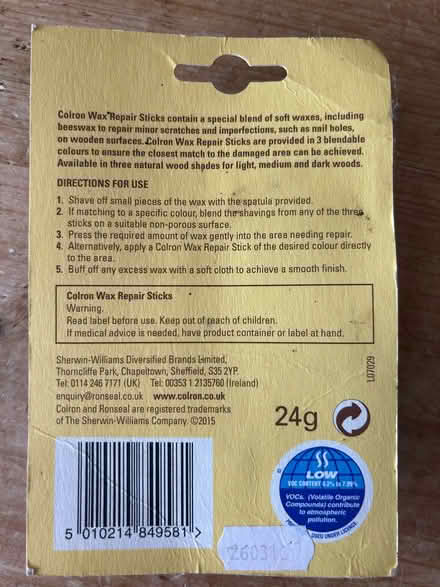 Colron Wax Repair Sticks contain a special blend of soft waxes, including
beeswax to repair minor scratches and imperfections, such as nail holes,
on wooden surfaces. Colron Wax Repair Sticks are provided in 3 blendable
colours to ensure the closest match to the damaged area can be achieved.
Available in three natural wood shades for light, medium and dark woods.
DIRECTIONS FOR USE
1. Shave off small pieces of the wax with the spatula provided.
2. If matching to a specific colour, blend the shavings from any of the three
sticks on a suitable non-porous surface.
3. Press the required amount of wax gently into the area needing repair.
4. Alternatively, apply a Colron Wax Repair Stick of the desired colour directly
to the area.
5. Buff off any excess wax with a soft cloth to achieve a smooth finish.
Colron Wax Repair Sticks
Warning.
Read label before use. Keep out of reach of children.
If medical advice is needed, have product container or label at hand.
Sherwin-Williams Diversified Brands Limited,
Thorncliffe Park, Chapeltown, Sheffield, S35 2YP.
Tel: 0114 246 7171 (UK) Tel: 00353 1 2135760 (Ireland)
enquiry@ronseal.co.uk www.colron.co.uk
Colron and Ronseal are registered trademarks
of The Sherwin-Williams Company. ©2015
L07029
24g
LOW
VOC CONTENT 0.3% to 7.99%
VOCs. (Volatile Organic
Compounds) contribute
to atmospheric
pollution.
USED UNDER LICENCE
5 010214 849581 >